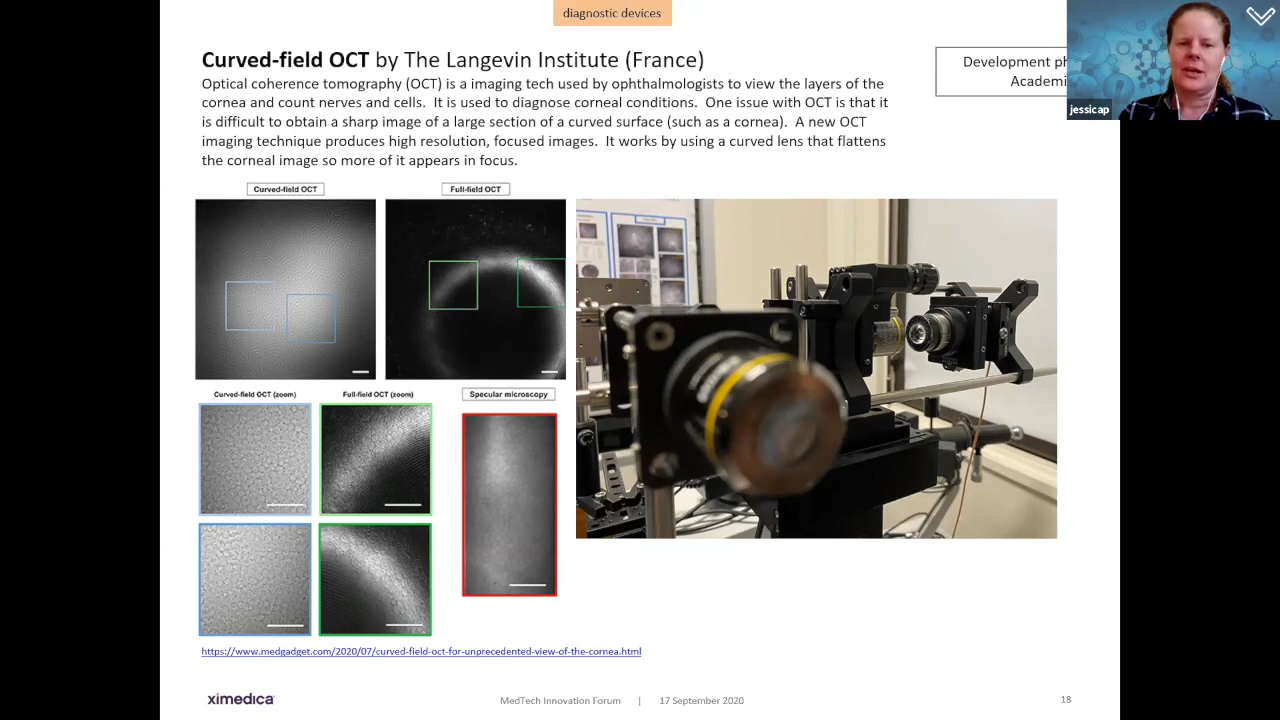 diagnostic devices
Curved-field OCT by The Langevin Institute (France)
Optical coherence tomography (OCT) is a imaging tech used by ophthalmologists to view the layers of the
cornea and count nerves and cells. It is used to diagnose corneal conditions. One issue with OCT is that it
is difficult to obtain a sharp image of a large section of a curved surface (such as a cornea). A new OCT
imaging technique produces high resolution, focused images. It works by using a curved lens that flattens
the corneal image so more of it appears in focus.
Development ph
Academi
jessicap
Curved-field OCT
Full-field OCT
Curved-field OCT (zoom)
Full-field OCT (zoom)
Specular microscopy
https://www.medgadget.com/2020/07/curved-field-oct-for-unprecedented-view-of-the-cornea.html
ximedica
MedTech Innovation Forum | 17 September 2020
18